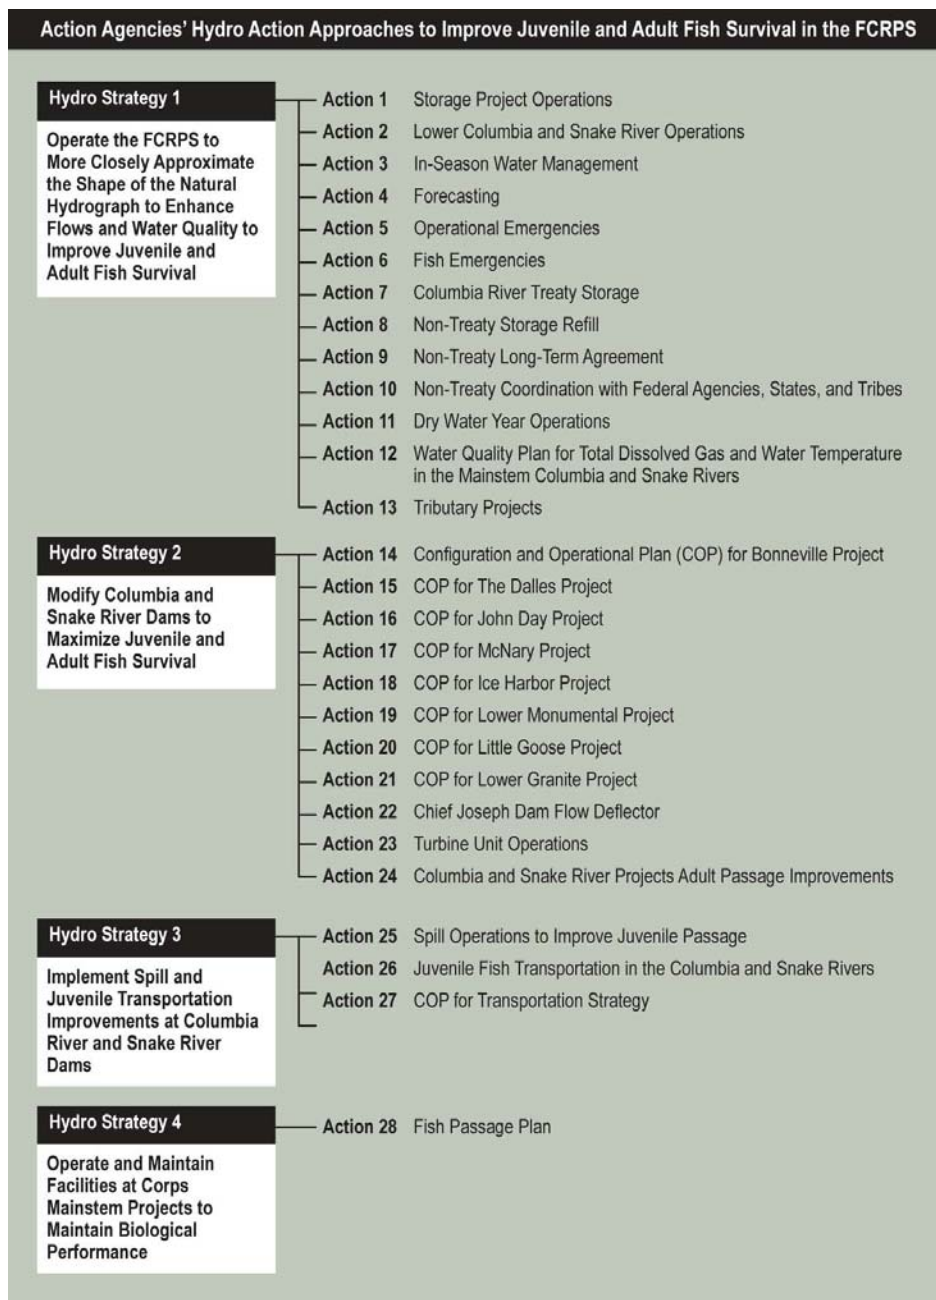 Action Agencies' Hydro Action Approaches to Improve Juvenile and Adult Fish Survival in the FCRPS
Hydro Strategy 1
Operate the FCRPS to
More Closely Approximate
the Shape of the Natural
Hydrograph to Enhance
Flows and Water Quality to
Improve Juvenile and
Adult Fish Survival
Action 1 Storage Project Operations
Action 2 Lower Columbia and Snake River Operations
Action 3 In-Season Water Management
Action 4 Forecasting
Action 5 Operational Emergencies
Action 6 Fish Emergencies
Action 7 Columbia River Treaty Storage
Action 8 Non-Treaty Storage Refill
Action 9 Non-Treaty Long-Term Agreement
Action 10 Non-Treaty Coordination with Federal Agencies, States, and Tribes
Action 11 Dry Water Year Operations
Action 12 Water Quality Plan for Total Dissolved Gas and Water Temperature
in the Mainstem Columbia and Snake Rivers
Action 13 Tributary Projects
Hydro Strategy 2
Modify Columbia and
Snake River Dams to
Maximize Juvenile and
Adult Fish Survival
Action 14 Configuration and Operational Plan (COP) for Bonneville Project
Action 15 COP for The Dalles Project
Action 16 COP for John Day Project
Action 17 COP for McNary Project
Action 18 COP for Ice Harbor Project
Action 19 COP for Lower Monumental Project
Action 20 COP for Little Goose Project
Action 21 COP for Lower Granite Project
Action 22 Chief Joseph Dam Flow Deflector
Action 23 Turbine Unit Operations
Action 24 Columbia and Snake River Projects Adult Passage Improvements
Hydro Strategy 3
Implement Spill and
Juvenile Transportation
Improvements at Columbia
River and Snake River
Dams
Action 25 Spill Operations to Improve Juvenile Passage
Action 26 Juvenile Fish Transportation in the Columbia and Snake Rivers
Action 27 COP for Transportation Strategy
Hydro Strategy 4
Operate and Maintain
Facilities at Corps
Mainstem Projects to
Maintain Biological
Performance
Action 28 Fish Passage Plan